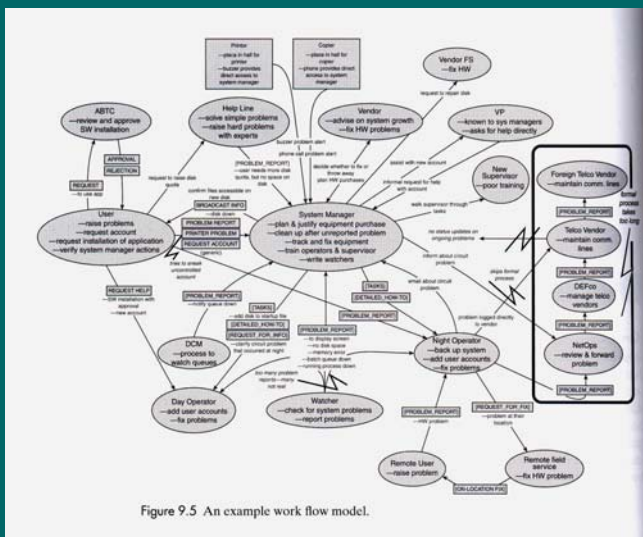 Printer
—place in hall for
printer
—buzzer provides
direct access to
system manager
Copier
—place in hall for
copier
—phone provides direct
access to system
manager
Vendor FS
—fix HW
request to repair disk
ABTC
—review and approve
SW installation
Help Line
—solve simple problems
—raise hard problems
with experts
Vendor
—advise on system growth
—fix HW problems
VP
—known to sys managers
—asks for help directly
buzzer problem alert
phone call problem alert
APPROVAL
REJECTION
REQUEST
—to use app
request to raise disk
quota
[PROBLEM_REPORT]
—user needs more disk
quota, but no space on
disk
decide whether to fix or
throw away
plan HW purchases
assist with new account
informal request for help
with account
New
Supervisor
—poor training
walk supervisor through
tasks
Foreign Telco Vendor
—maintain comm. lines
formal
process
takes
too long
[PROBLEM_REPORT]
confirm files accessible on
new disk
BROADCAST INFO
—disk down
PROBLEM REPORT
PRINTER PROBLEM
REQUEST ACCOUNT
(generic)
User
—raise problems
—request account
—request installation of application
—verify system manager actions
System Manager
—plan & justify equipment purchase
—clean up after unreported problem
—track and fix equipment
—train operators & supervisor
—write watchers
no status updates on
ongoing problems
Telco Vendor
—maintain comm.
lines
inform about circuit
problem
skips formal
process
[PROBLEM_REPORT]
tries to sneak
uncontrolled
account
email about circuit
problem
DEFco
—manage telco
vendors
REQUEST HELP
—SW installation with
approval
—new account
[PROBLEM_REPORT]
—notify queue down
[TASKS]
—add disk to startup file
[DETAILED_HOW-TO]
[REQUEST_FOR_INFO]
—clarify circuit problem
that occurred at night
[TASKS]
[DETAILED_HOW-TO]
[PROBLEM_REPORT]
problem logged directly
to vendor
[PROBLEM_REPORT]
[PROBLEM_REPORT]
—to display screen
—no disk space
—memory error
—batch queue down
—running process down
DCM
—process to
watch queues
Night Operator
—back up system
—add user accounts
—fix problems
NetOps
—review & forward
problem
too many problem
reports—many
not real
Day Operator
—add user accounts
—fix problems
Watcher
—check for system problems
—report problems
[PROBLEM_REPORT]
[PROBLEM_REPORT]
—HW problem
[REQUEST_FOR_FIX]
—problem at their
location
Remote User
—raise problem
Remote field
service
—fix HW problem
[ON-LOCATION FIX]
Figure 9.5 An example work flow model.